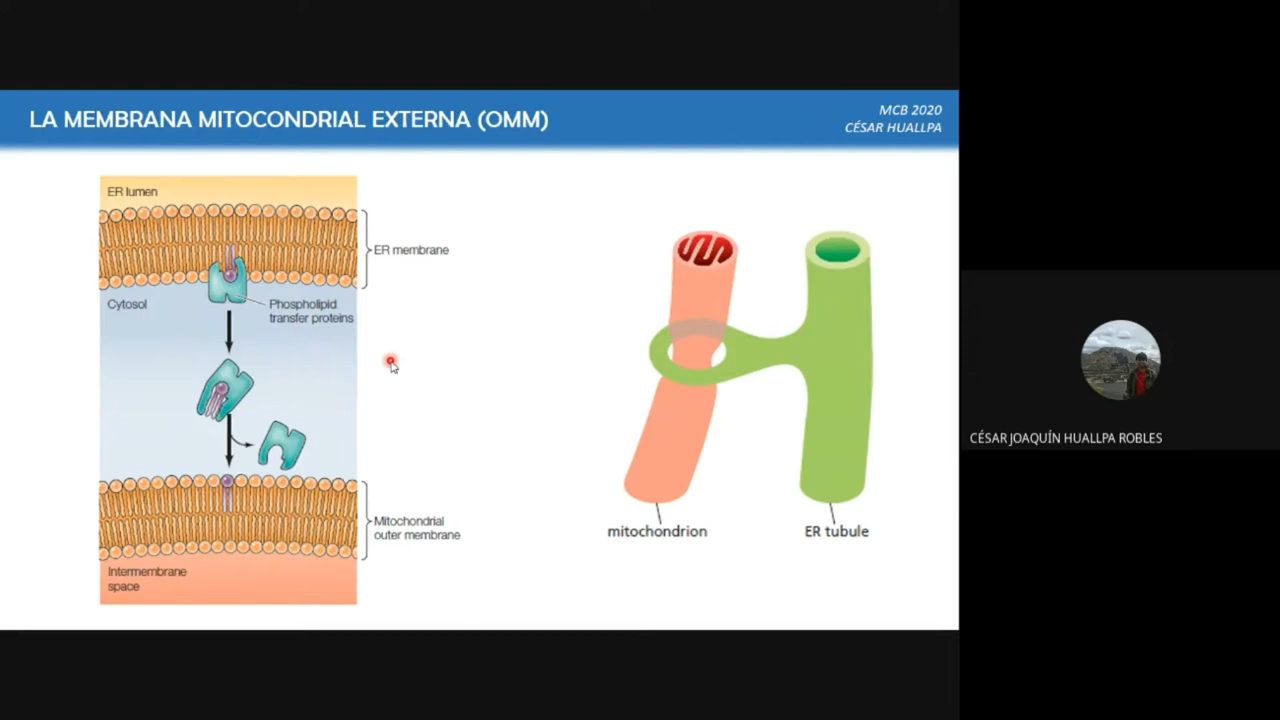 LA MEMBRANA MITOCONDRIAL EXTERNA (OMM)
MCB 2020
CÉSAR HUALLPA
ER lumen
ER membrane
Cytosol
Phospholipid
transfer proteins
Mitochondrial
outer membrane
Intermembrane
space
mitochondrion
ER tubule
CÉSAR JOAQUÍN HUALLPA ROBLES